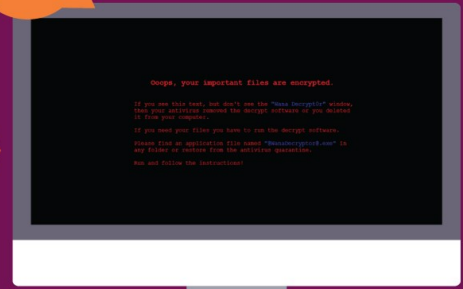 Ooops, your important files are encrypted.
If you see this text, but don't see the "Wana Decrypt0r" window,
then your antivirus removed the decrypt software or you deleted
it from your computer.
If you need your files you have to run the decrypt software.
Please find an application file named "@WanaDecryptor@.exe" in
any folder or restore from the antivirus quarantine.
Run and follow the instructions!